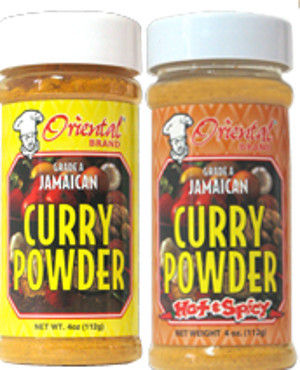 Oriental
BRAND
GRADE A
JAMAICAN
CURRY
POWDER
NET WT. 4oz (112g)
Oriental
BRAND
GRADE A
JAMAICAN
CURRY
POWDER
Hot & Spicy
NET WEIGHT 4 oz. (112g)